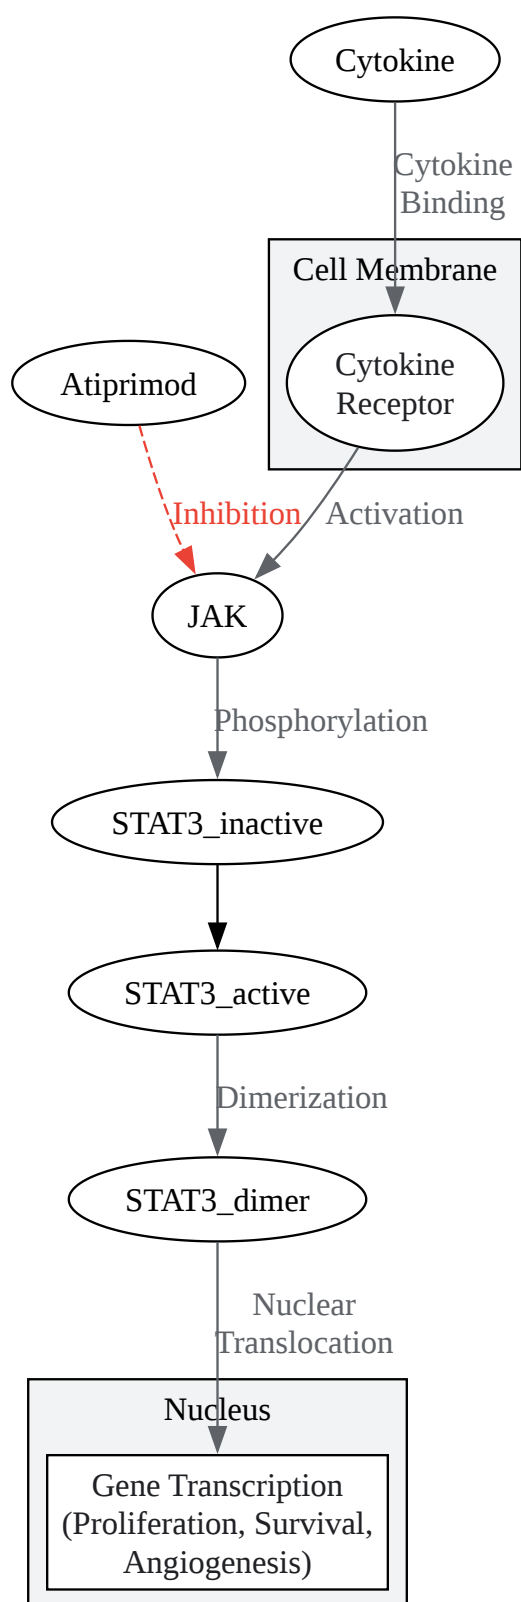 Cytokine
Cytokine
Binding
Cell Membrane
Cytokine
Receptor
Atiprimod
Inhibition
Activation
JAK
Phosphorylation
STAT3_inactive
STAT3_active
Dimerization
STAT3_dimer
Nuclear
Translocation
Nucleus
Gene Transcription
(Proliferation, Survival,
Angiogenesis)